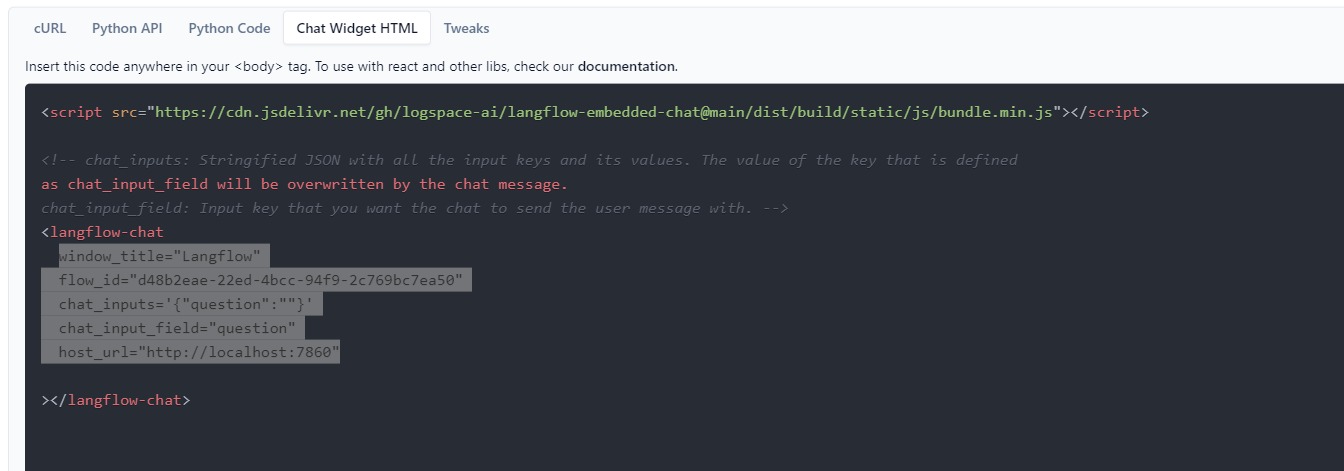 cURL Python API Python Code Chat Widget HTML Tweaks
Insert this code anywhere in your <body> tag. To use with react and other libs, check our documentation.
<script src="https://cdn.jsdelivr.net/gh/logspace-ai/langflow-embedded-chat@main/dist/build/static/js/bundle.min.js"></script>
<!-- chat_inputs: Stringified JSON with all the input keys and its values. The value of the key that is defined
as chat_input_field will be overwritten by the chat message.
chat_input_field: Input key that you want the chat to send the user message with. -->
<langflow-chat
window_title="Langflow"
flow_id="d48b2eae-22ed-4bcc-94f9-2c769bc7ea50"
chat_inputs='{"question":""}'
chat_input_field="question"
host_url="http://localhost:7860"
></langflow-chat>